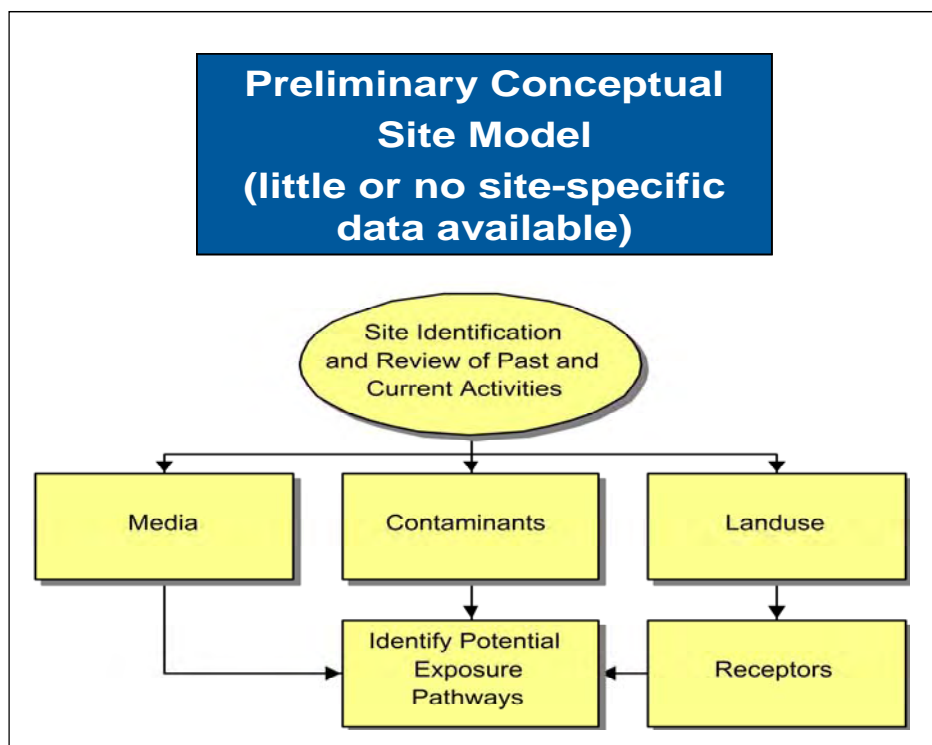 Preliminary Conceptual
Site Model
(little or no site-specific
data available)
Site Identification
and Review of Past and
Current Activities
Media
Contaminants
Landuse
Identify Potential
Exposure
Pathways
Receptors